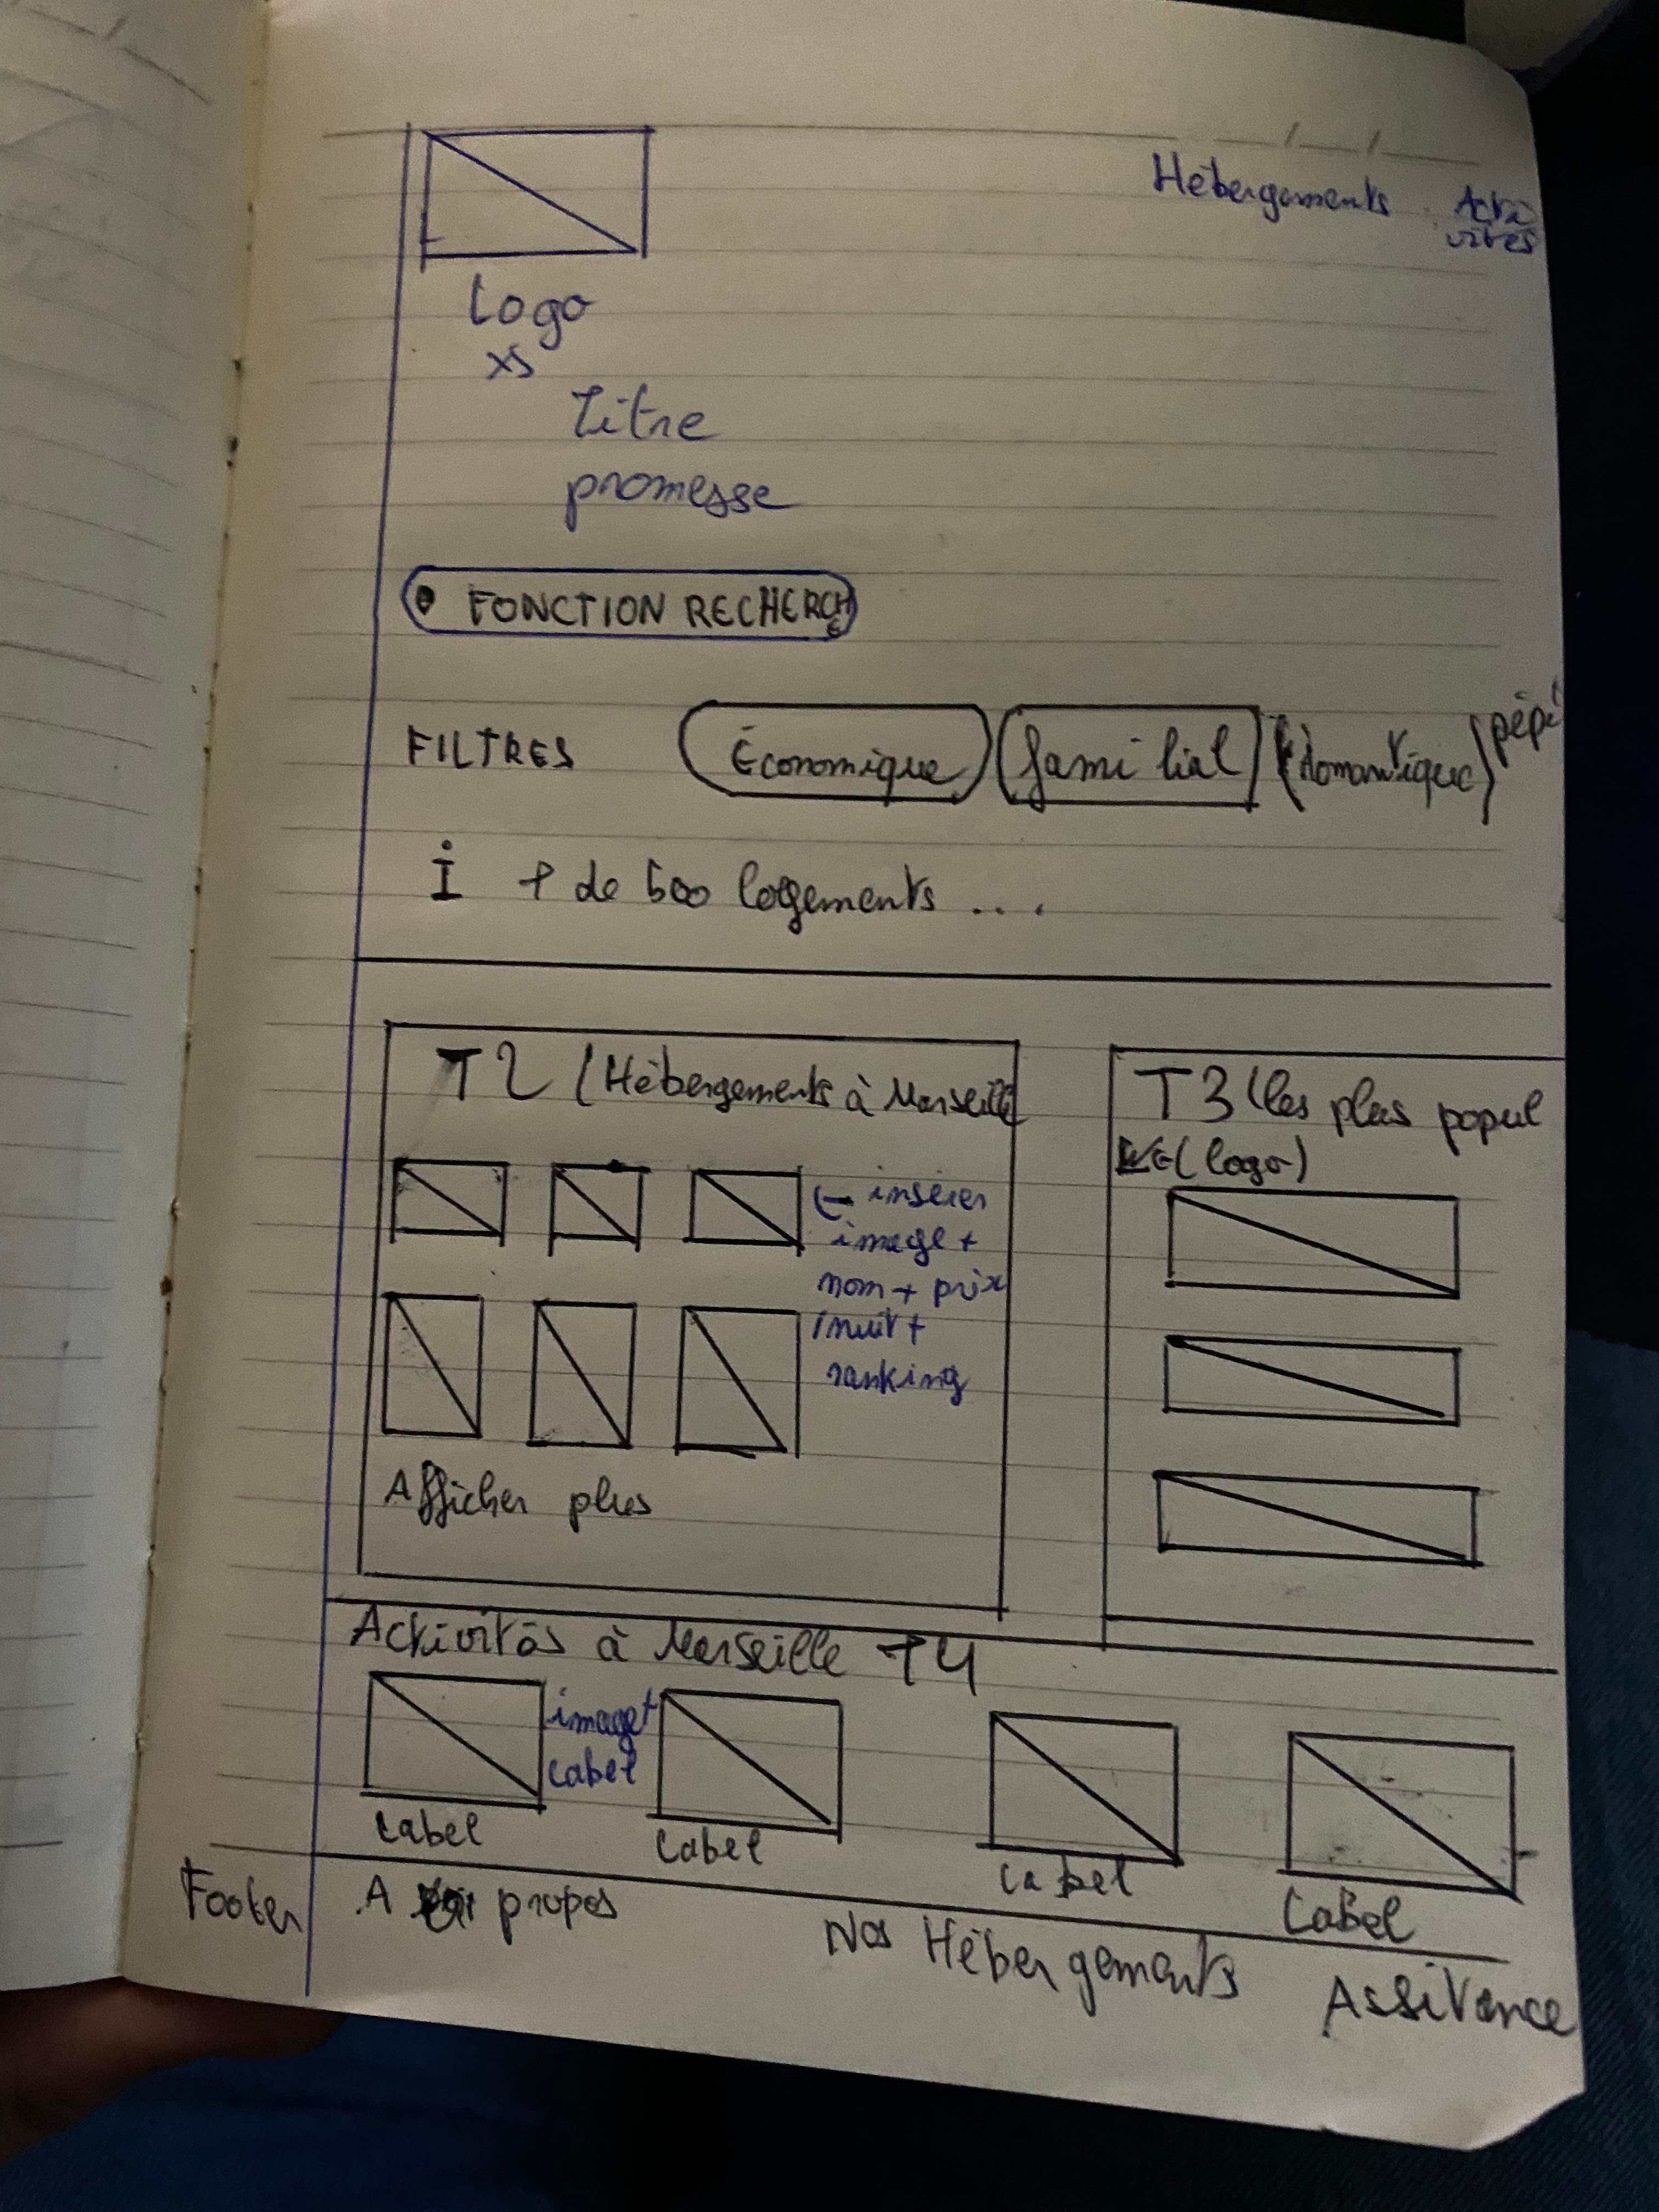 Hébergements Acti
vités
Logo
xs
Titre
promesse
FONCTION RECHERCHE
FILTRES Économique familial Romantique pépi
i + de 500 logements ...
T2 (Hébergements à Marseille
T3 (les plus popul
(logo)
← insérer
image +
nom + prix
/nuit +
ranking
Afficher plus
Activités à Marseille T4
image +
Label
Label Label Label Label
Footer A propos Nos Hébergements Assistance